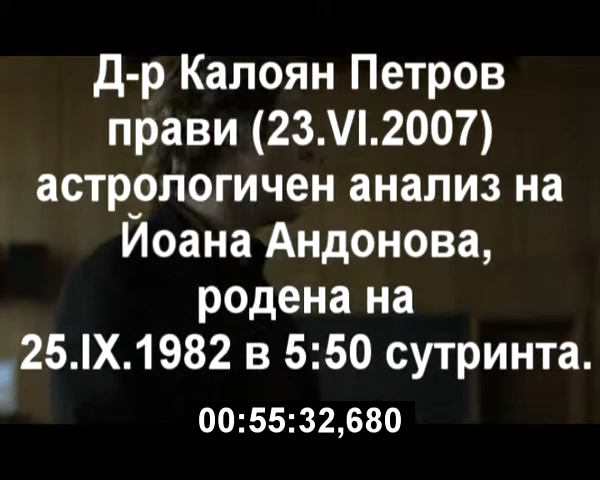 Д-р Калоян Петров
прави (23.VI.2007)
астрологичен анализ на
Йоана Андонова,
родена на
25.IX.1982 в 5:50 сутринта.
00:55:32,680